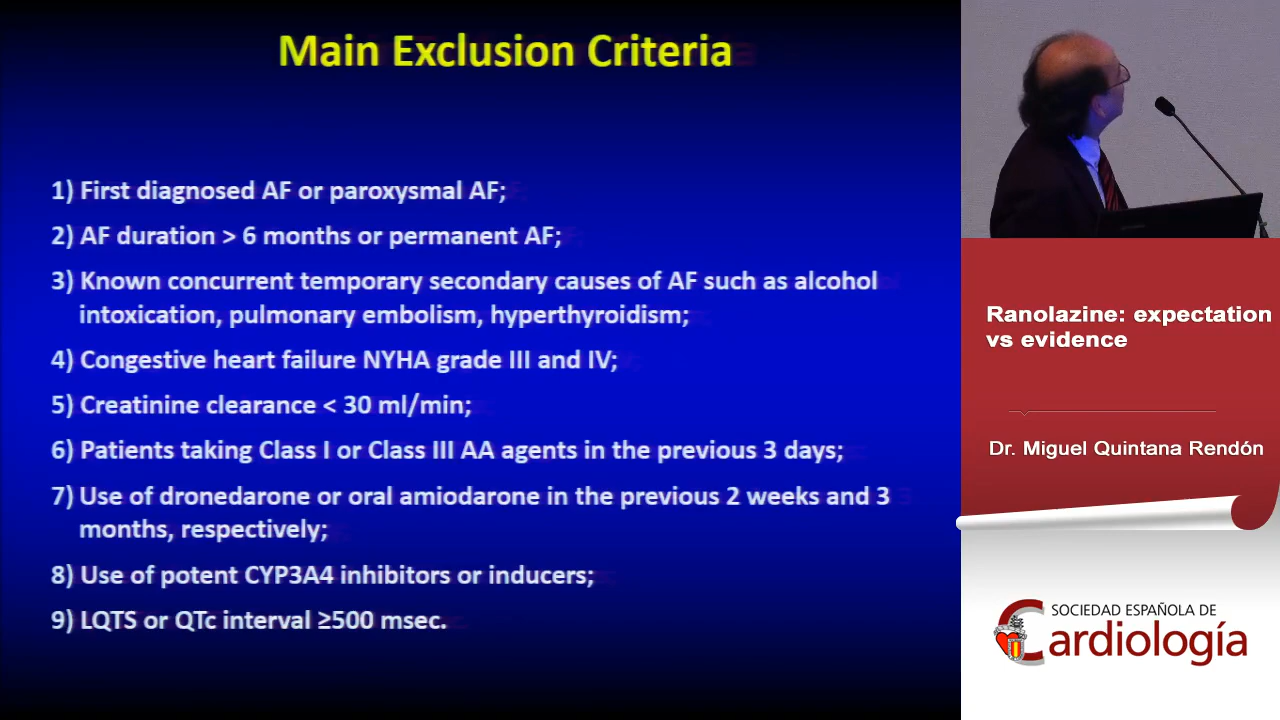 Main Exclusion Criteria
1) First diagnosed AF or paroxysmal AF;
2) AF duration > 6 months or permanent AF;
3) Known concurrent temporary secondary causes of AF such as alcohol
intoxication, pulmonary embolism, hyperthyroidism;
4) Congestive heart failure NYHA grade III and IV;
5) Creatinine clearance < 30 ml/min;
6) Patients taking Class I or Class III AA agents in the previous 3 days;
7) Use of dronedarone or oral amiodarone in the previous 2 weeks and 3
months, respectively;
8) Use of potent CYP3A4 inhibitors or inducers;
9) LQTS or QTc interval ≥500 msec.
Ranolazine: expectation
vs evidence
Dr. Miguel Quintana Rendón
SOCIEDAD ESPAÑOLA DE
Cardiología